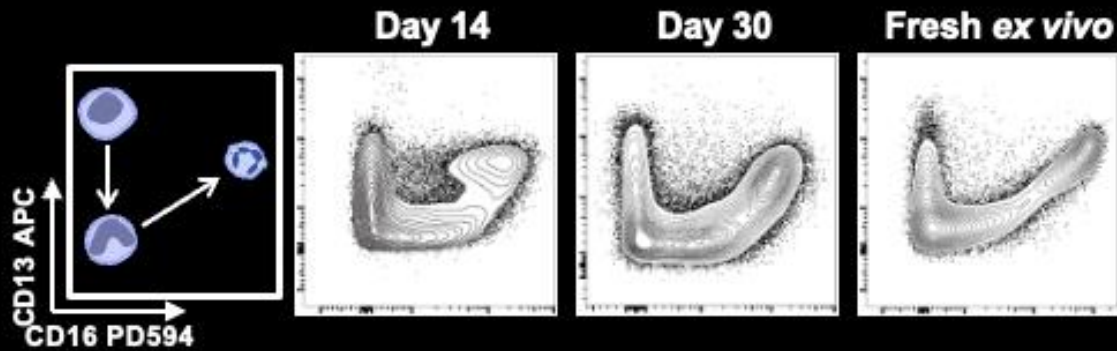 Day 14
Day 30
Fresh ex vivo
CD13 APC
CD16 PD594